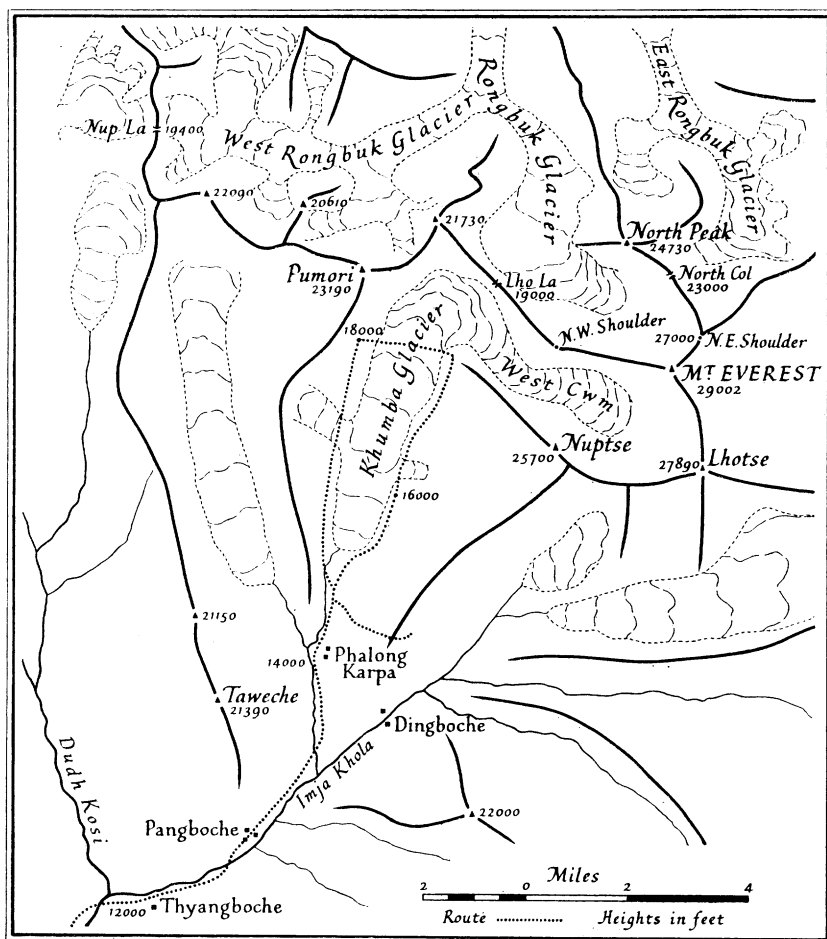 Nup La
19400
West Rongbuk Glacier
Rongbuk Glacier
East Rongbuk Glacier
22090
20610
21730
North Peak
24730
Pumori
23190
Lho La
19000
North Col
23000
18000
N.W. Shoulder
27000
N.E. Shoulder
Khumba Glacier
West Cwm
MT. EVEREST
29002
Nuptse
25700
27890
Lhotse
16000
21150
14000
Phalong
Karpa
Taweche
21390
Dingboche
Dudh Kosi
Imja Khola
22000
Pangboche
12000
Thyangboche
Miles
2 0 2 4
Route
Heights in feet